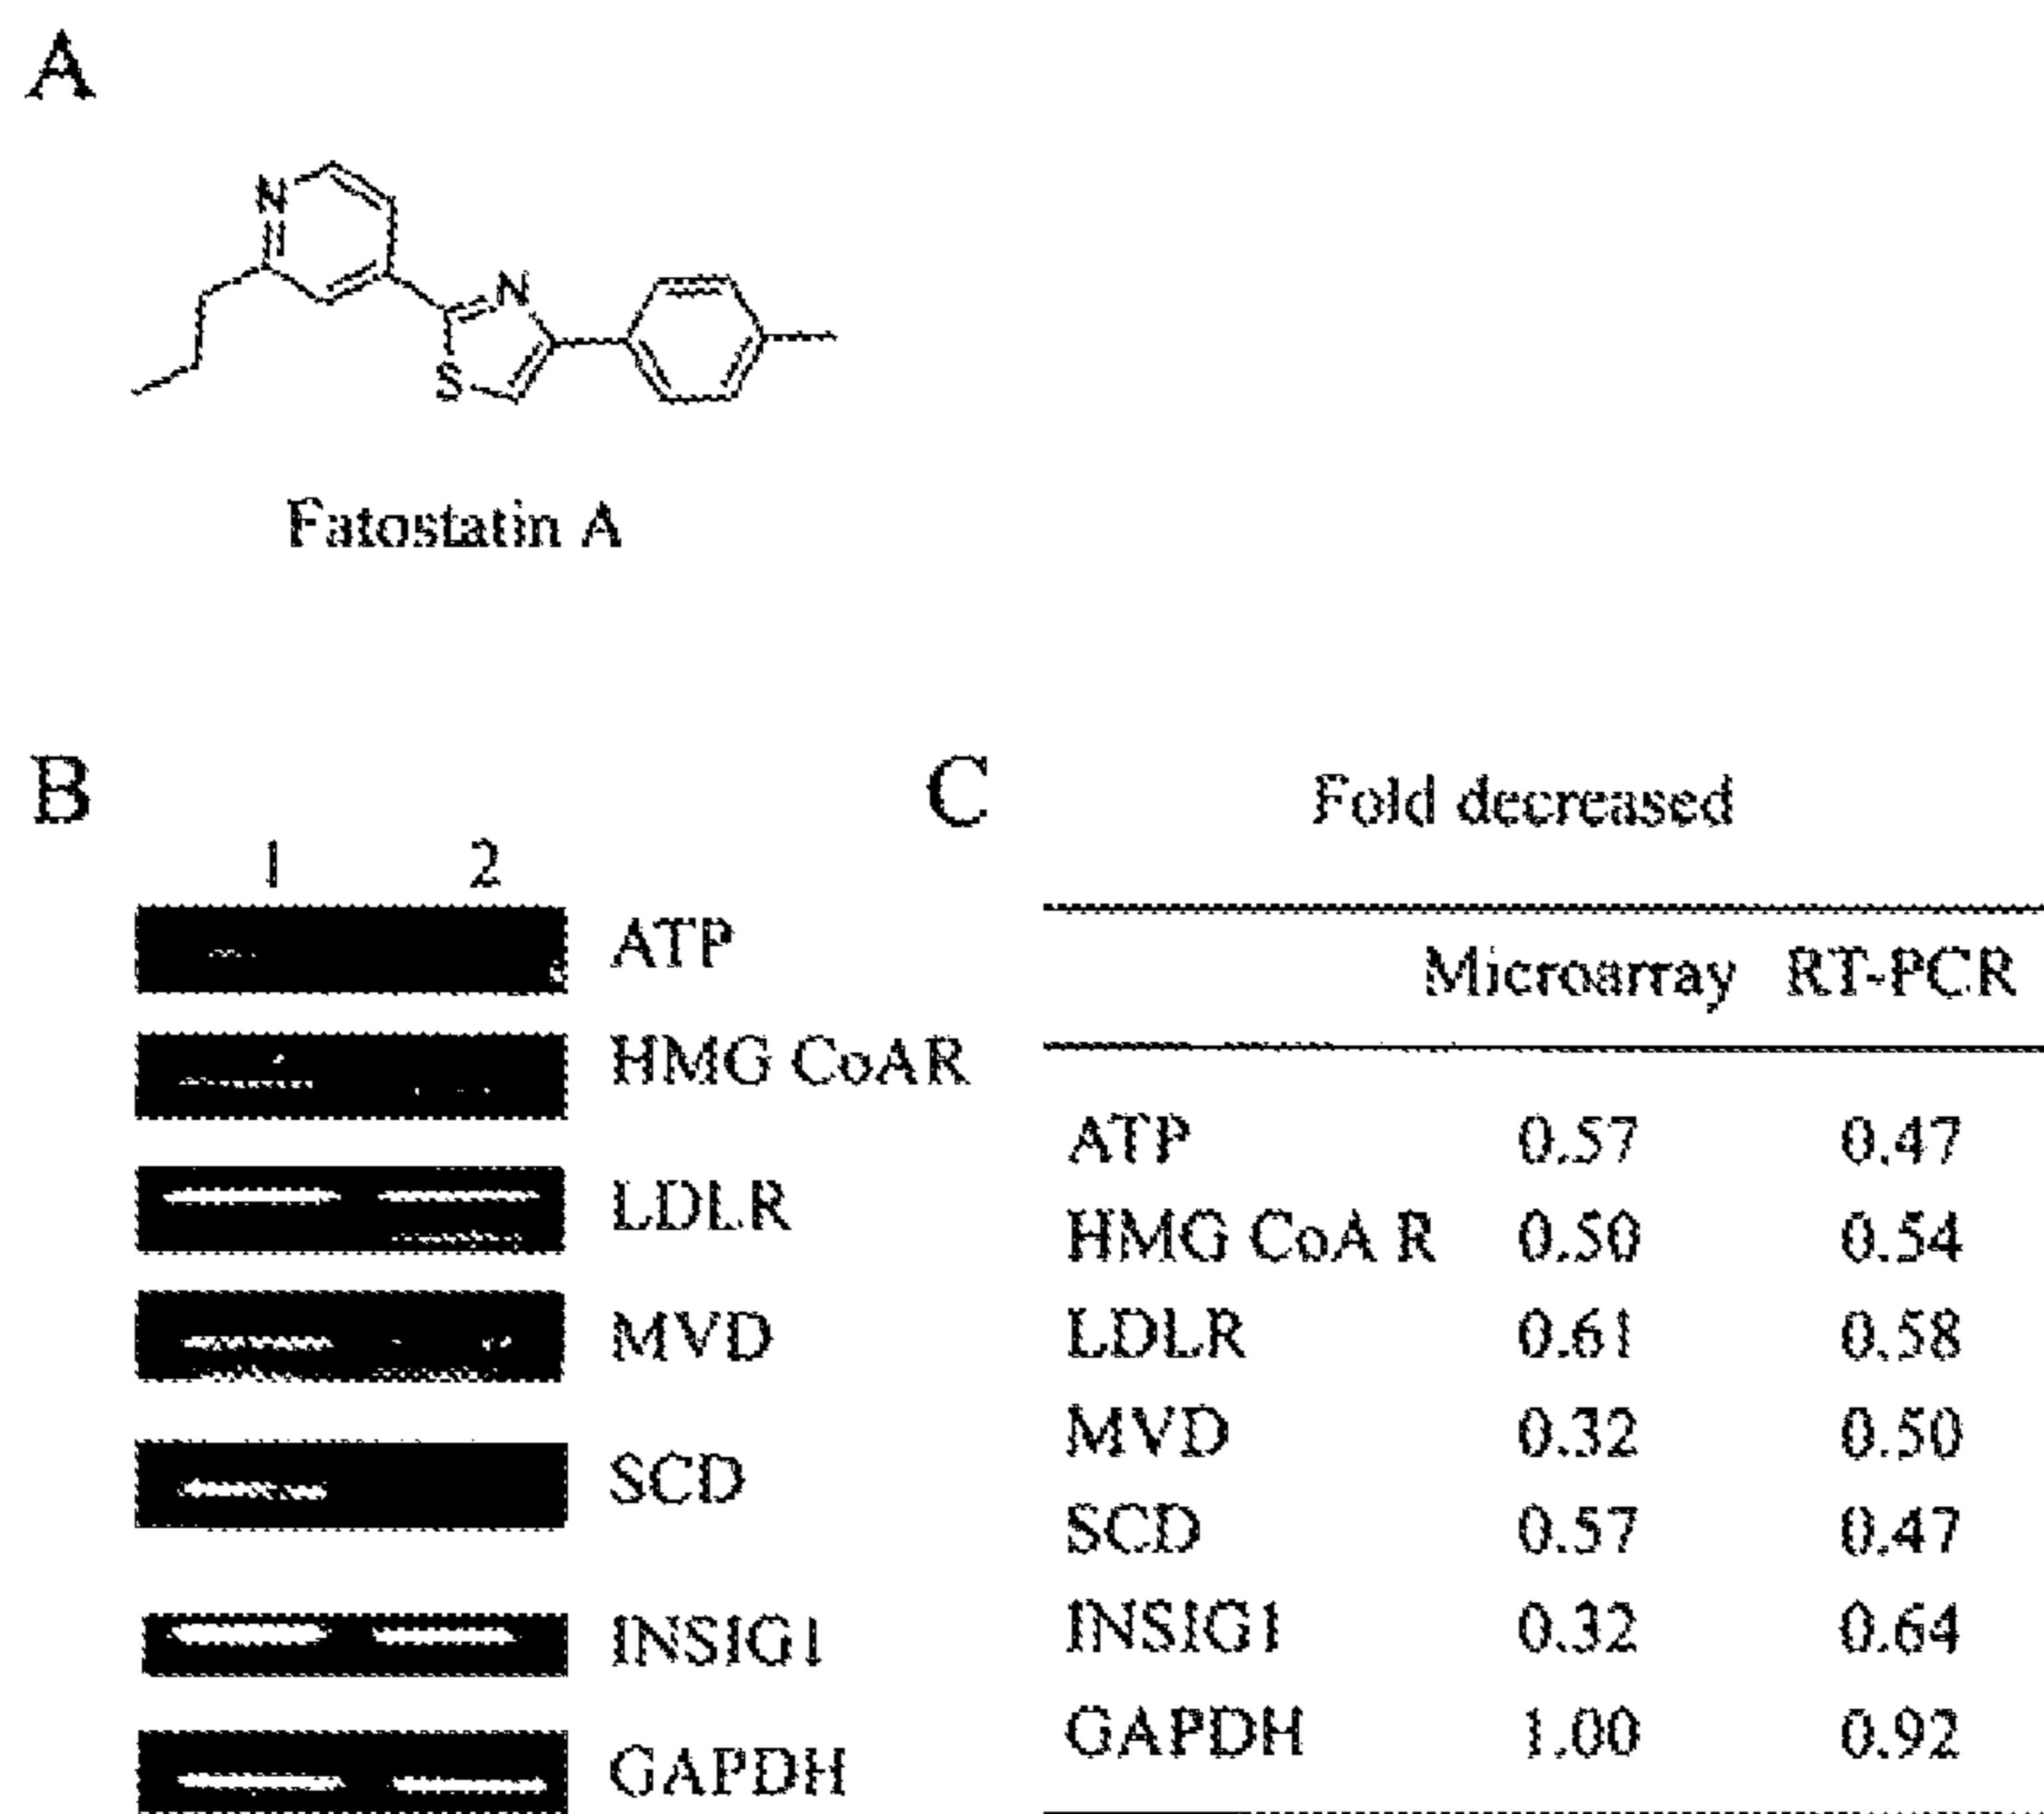 A
N
N
S
Fatostatin A
B
1 2
ATP
HMG CoAR
LDLR
MVD
SCD
INSIG1
GAPDH
C
Fold decreased
Microarray RT-PCR
ATP 0.57 0.47
HMG CoA R 0.50 0.54
LDLR 0.61 0.58
MVD 0.32 0.50
SCD 0.57 0.47
INSIG1 0.32 0.64
GAPDH 1.00 0.92